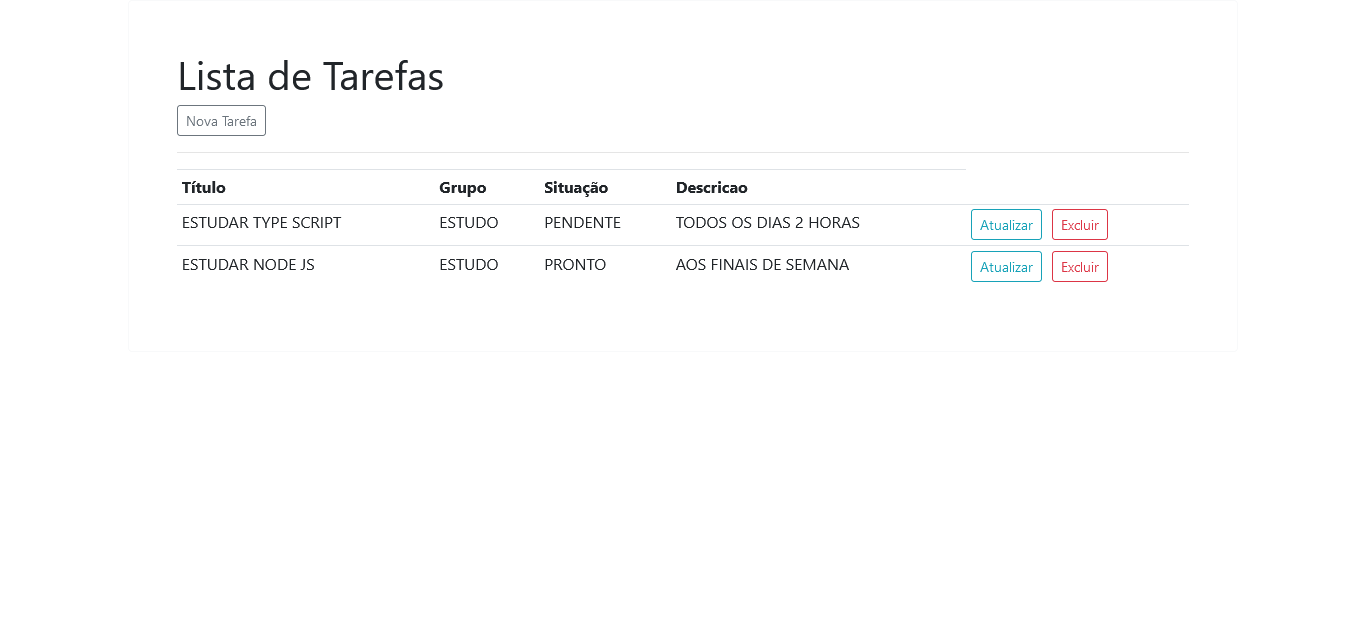 Lista de Tarefas
Nova Tarefa
Título Grupo Situação Descricao
ESTUDAR TYPE SCRIPT ESTUDO PENDENTE TODOS OS DIAS 2 HORAS Atualizar Excluir
ESTUDAR NODE JS ESTUDO PRONTO AOS FINAIS DE SEMANA Atualizar Excluir